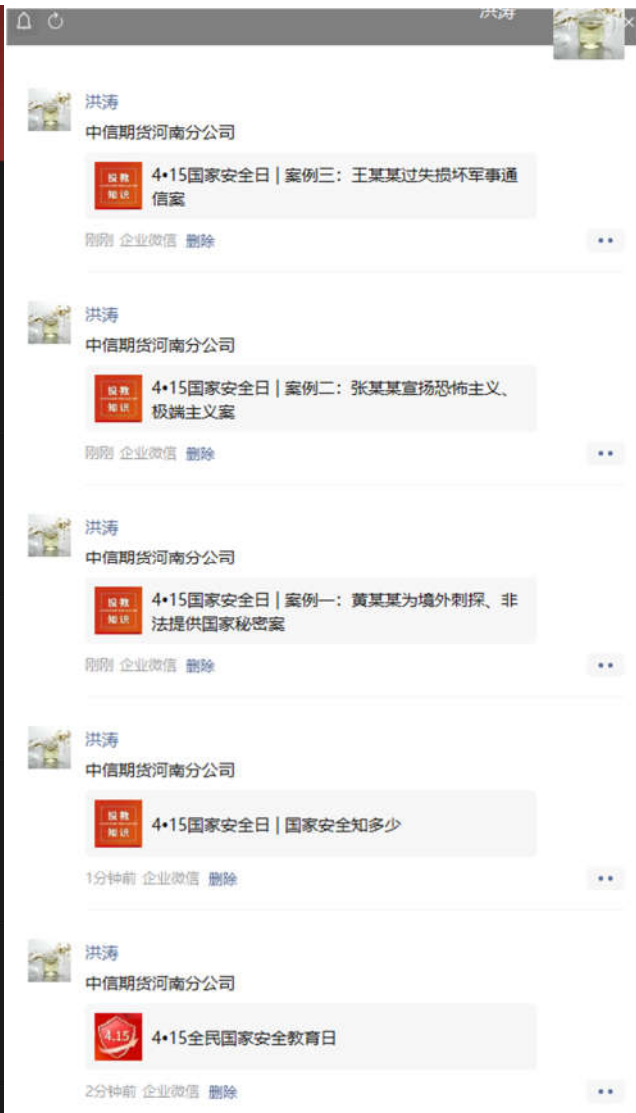 洪涛
洪涛
中信期货河南分公司
投教
知识
4•15国家安全日 | 案例三：王某某过失损坏军事通
信案
刚刚 企业微信 删除
洪涛
中信期货河南分公司
投教
知识
4•15国家安全日 | 案例二：张某某宣扬恐怖主义、
极端主义案
刚刚 企业微信 删除
洪涛
中信期货河南分公司
投教
知识
4•15国家安全日 | 案例一：黄某某为境外刺探、非
法提供国家秘密案
刚刚 企业微信 删除
洪涛
中信期货河南分公司
投教
知识
4•15国家安全日 | 国家安全知多少
1分钟前 企业微信 删除
洪涛
中信期货河南分公司
4.15
4•15全民国家安全教育日
2分钟前 企业微信 删除